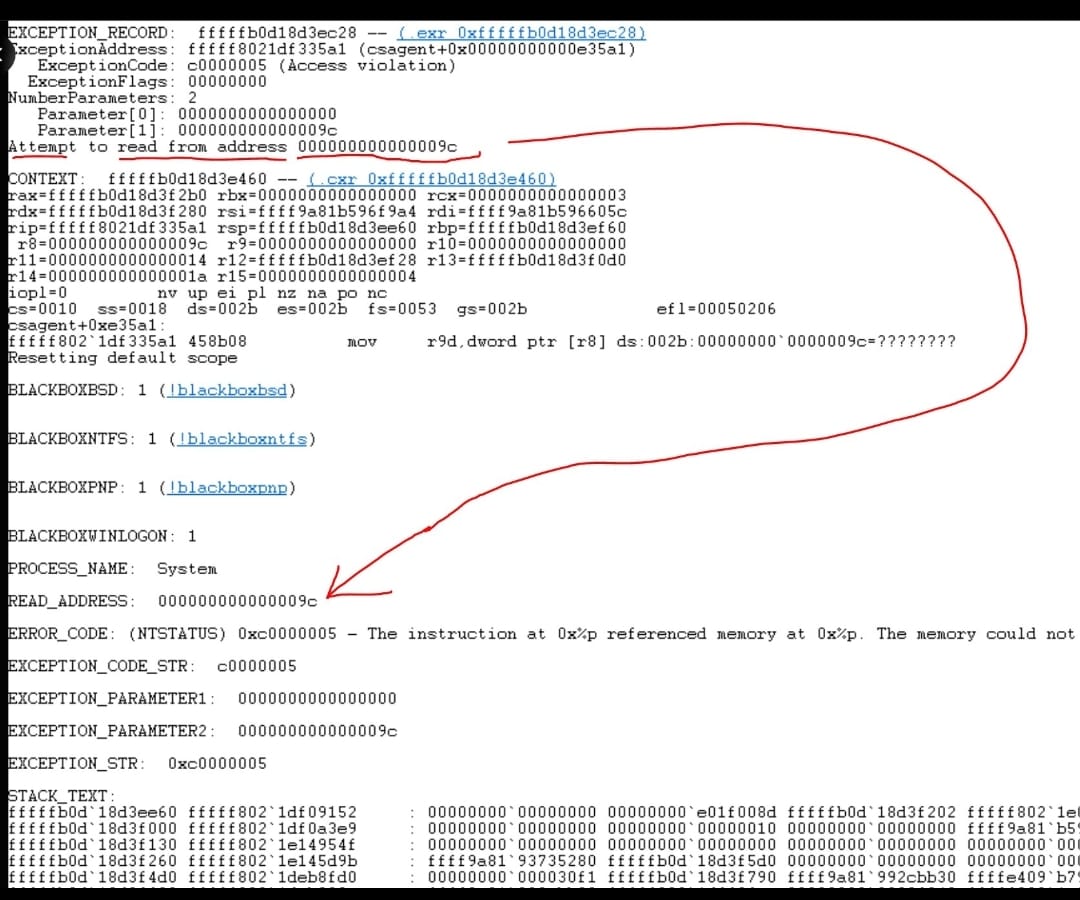 EXCEPTION_RECORD:  fffffb0d18d3ec28 -- (.exr 0xfffffb0d18d3ec28)
ExceptionAddress: fffff8021df335a1 (csagent+0x00000000000e35a1)
ExceptionCode: c0000005 (Access violation)
ExceptionFlags: 00000000
NumberParameters: 2
Parameter[0]: 0000000000000000
Parameter[1]: 000000000000009c
Attempt to read from address 000000000000009c
CONTEXT:  fffffb0d18d3e460 -- (.cxr 0xfffffb0d18d3e460)
rax=fffffb0d18d3f2b0 rbx=0000000000000000 rcx=0000000000000003
rdx=fffffb0d18d3f280 rsi=ffff9a81b596f9a4 rdi=ffff9a81b596605c
rip=fffff8021df335a1 rsp=fffffb0d18d3ee60 rbp=fffffb0d18d3ef60
r8=000000000000009c  r9=0000000000000000 r10=0000000000000000
r11=0000000000000014 r12=fffffb0d18d3ef28 r13=fffffb0d18d3f0d0
r14=000000000000001a r15=0000000000000004
iopl=0         nv up ei pl nz na po nc
cs=0010  ss=0018  ds=002b  es=002b  fs=0053  gs=002b             efl=00050206
csagent+0xe35a1:
fffff802`1df335a1 458b08          mov     r9d,dword ptr [r8] ds:002b:00000000`0000009c=????????
Resetting default scope
BLACKBOXBSD: 1 (!blackboxbsd)
BLACKBOXNTFS: 1 (!blackboxntfs)
BLACKBOXPNP: 1 (!blackboxpnp)
BLACKBOXWINLOGON: 1
PROCESS_NAME:  System
READ_ADDRESS:  000000000000009c
ERROR_CODE: (NTSTATUS) 0xc0000005 - The instruction at 0x%p referenced memory at 0x%p. The memory could not
EXCEPTION_CODE_STR:  c0000005
EXCEPTION_PARAMETER1:  0000000000000000
EXCEPTION_PARAMETER2:  000000000000009c
EXCEPTION_STR:  0xc0000005
STACK_TEXT:
fffffb0d`18d3ee60 fffff802`1df09152     : 00000000`00000000 00000000`e01f008d fffffb0d`18d3f202 fffff802`1e
fffffb0d`18d3f000 fffff802`1df0a3e9     : 00000000`00000000 00000000`00000010 00000000`00000000 ffff9a81`b5
fffffb0d`18d3f130 fffff802`1e14954f     : 00000000`00000000 00000000`00000000 00000000`00000000 00000000`00
fffffb0d`18d3f260 fffff802`1e145d9b     : ffff9a81`93735280 fffffb0d`18d3f5d0 00000000`00000000 00000000`00
fffffb0d`18d3f4d0 fffff802`1deb8fd0     : 00000000`000030f1 fffffb0d`18d3f790 ffff9a81`992cbb30 ffffe409`b7